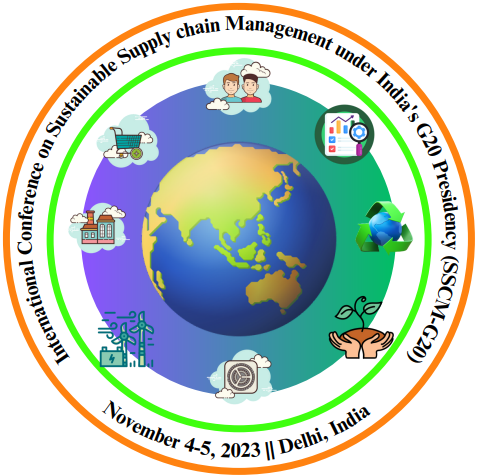 International Conference on Sustainable Supply chain Management under India's G20 Presidency (SSCM-G20)
November 4-5, 2023 || Delhi, India